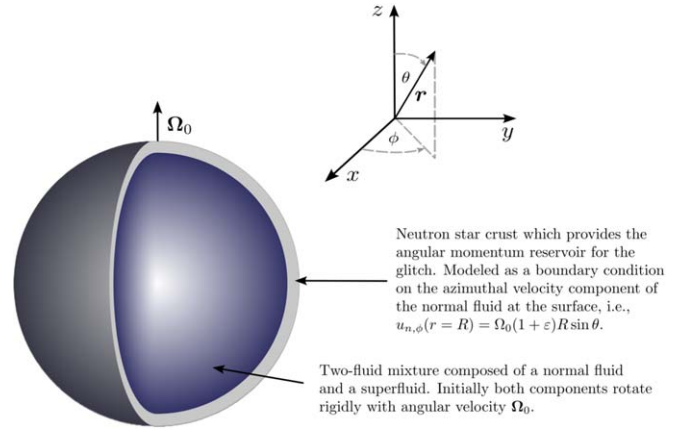 z
θ
r
Ω₀
ϕ
y
x
Neutron star crust which provides the
angular momentum reservoir for the
glitch. Modeled as a boundary condition
on the azimuthal velocity component of
the normal fluid at the surface, i.e.,
uₙ,ϕ(r = R) = Ω₀(1 + ε)R sin θ.
Two-fluid mixture composed of a normal fluid
and a superfluid. Initially both components rotate
rigidly with angular velocity Ω₀.